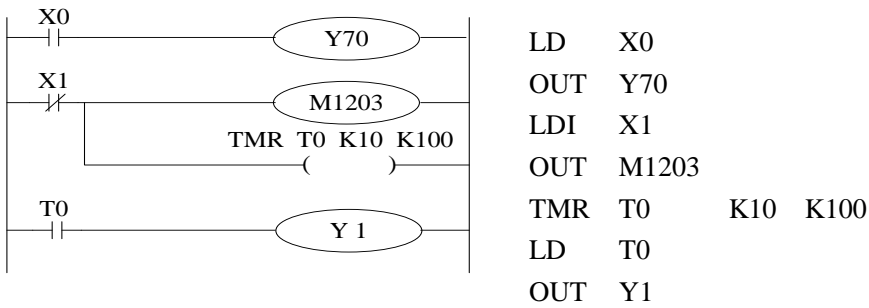 X0
Y70
X1
M1203
TMR T0 K10 K100
T0
Y 1
LD X0
OUT Y70
LDI X1
OUT M1203
TMR T0 K10 K100
LD T0
OUT Y1